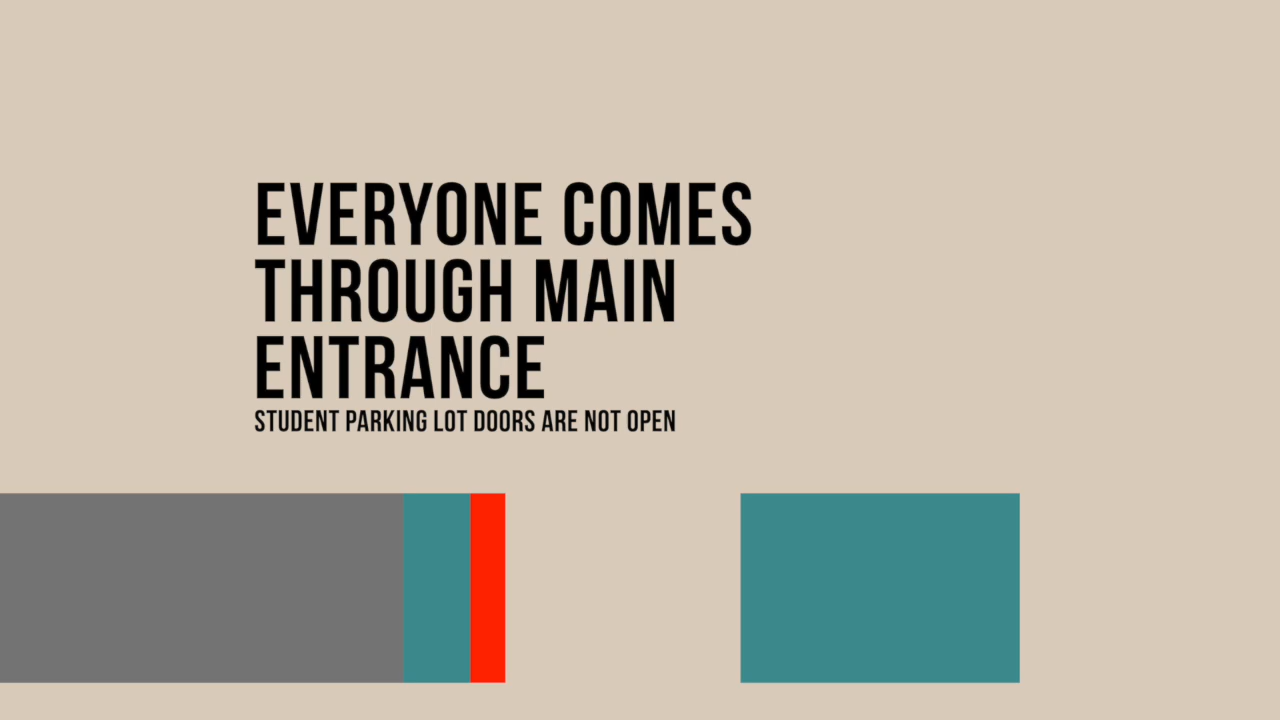 EVERYONE COMES
THROUGH MAIN
ENTRANCE
STUDENT PARKING LOT DOORS ARE NOT OPEN